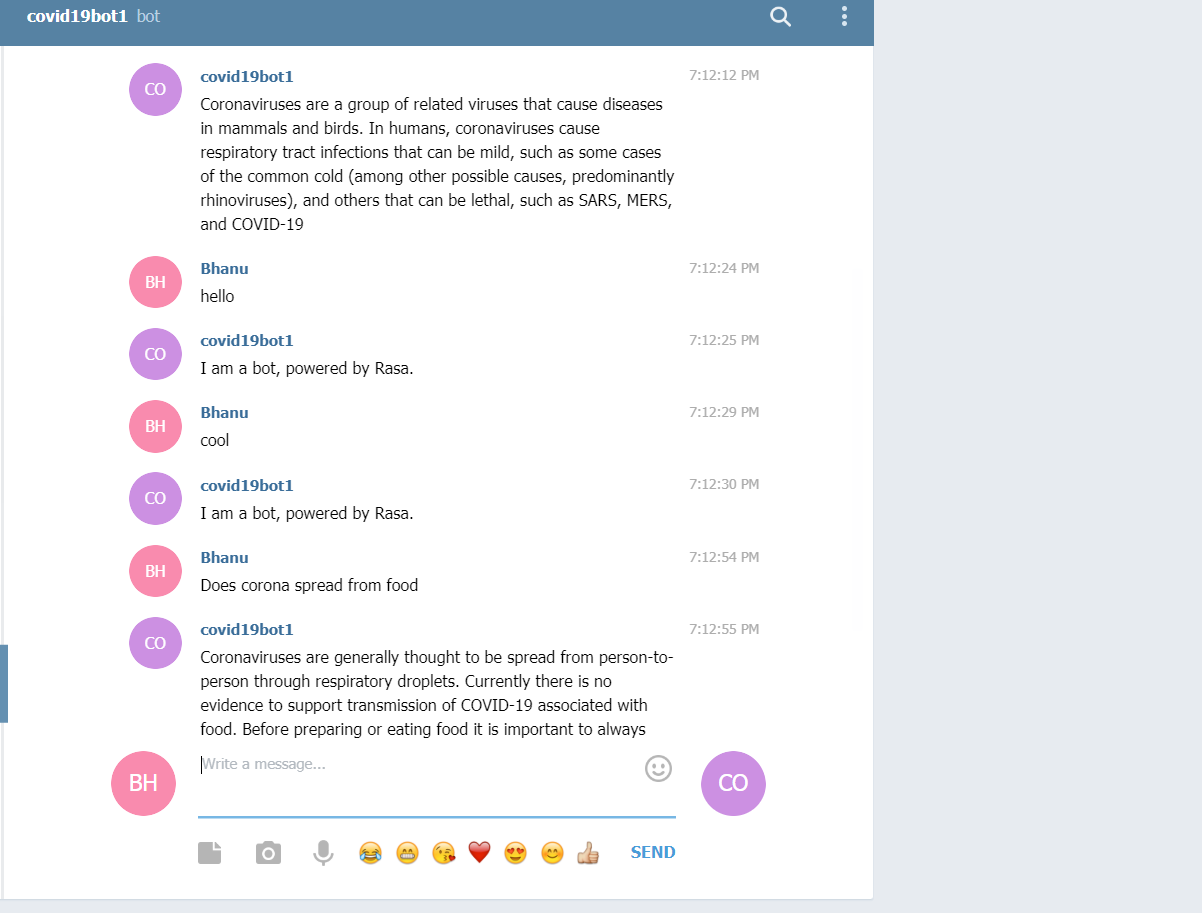 covid19bot1 bot
CO
covid19bot1
7:12:12 PM
Coronaviruses are a group of related viruses that cause diseases
in mammals and birds. In humans, coronaviruses cause
respiratory tract infections that can be mild, such as some cases
of the common cold (among other possible causes, predominantly
rhinoviruses), and others that can be lethal, such as SARS, MERS,
and COVID-19
BH
Bhanu
7:12:24 PM
hello
CO
covid19bot1
7:12:25 PM
I am a bot, powered by Rasa.
BH
Bhanu
7:12:29 PM
cool
CO
covid19bot1
7:12:30 PM
I am a bot, powered by Rasa.
BH
Bhanu
7:12:54 PM
Does corona spread from food
CO
covid19bot1
7:12:55 PM
Coronaviruses are generally thought to be spread from person-to-
person through respiratory droplets. Currently there is no
evidence to support transmission of COVID-19 associated with
food. Before preparing or eating food it is important to always
BH
Write a message...
CO
SEND